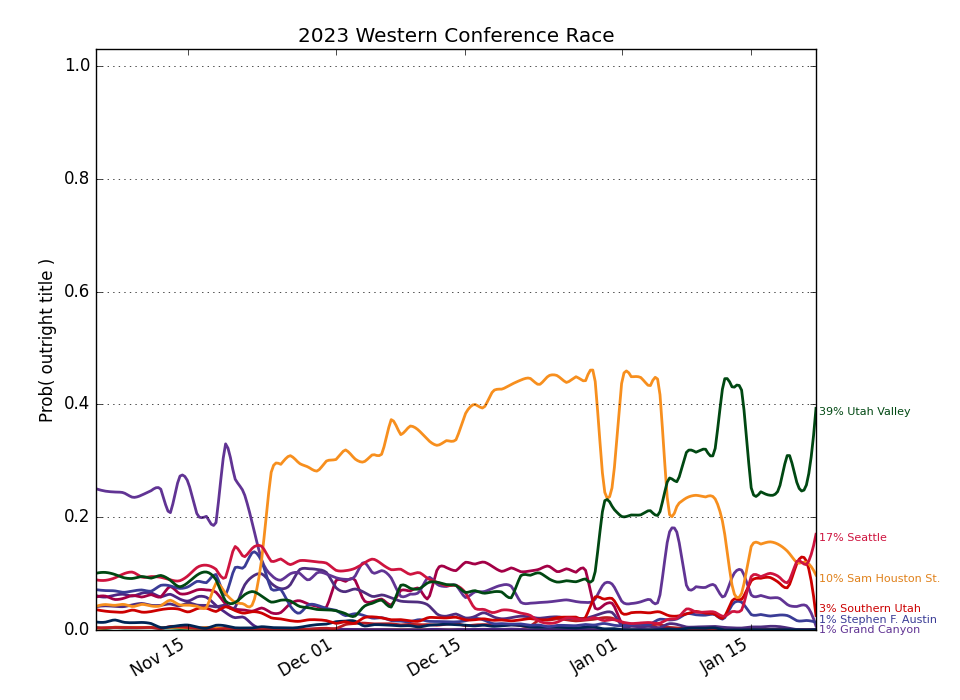 2023 Western Conference Race
Prob( outright title )
1.0
0.8
0.6
0.4
0.2
0.0
Nov 15
Dec 01
Dec 15
Jan 01
Jan 15
39% Utah Valley
17% Seattle
10% Sam Houston St.
3% Southern Utah
1% Stephen F. Austin
1% Grand Canyon